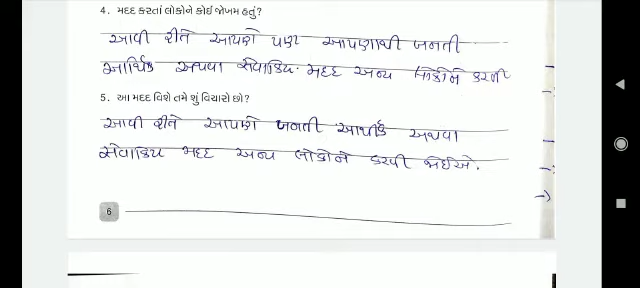 4. મદદ કરતાં લોકોને કોઈ જોખમ હતું?
આવી રીતે આપણે પણ આપણાથી બનતી
આર્થિક અથવા સેવાકિય મદદ અન્ય લોકોને કરવી
5. આ મદદ વિશે તમે શું વિચારો છો?
આવી રીતે આપણે બનતી આર્થીક અથવા
સેવાકિય મદદ અન્ય લોકોને કરવી જોઈએ.
6